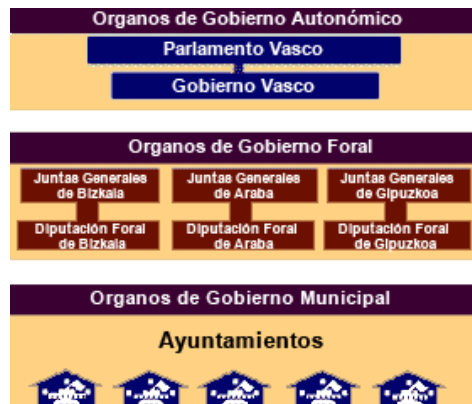 Organos de Gobierno Autonómico
Parlamento Vasco
Gobierno Vasco
Organos de Gobierno Foral
Juntas Generales de Bizkaia
Juntas Generales de Araba
Juntas Generales de Gipuzkoa
Diputación Foral de Bizkaia
Diputación Foral de Araba
Diputación Foral de Gipuzkoa
Organos de Gobierno Municipal
Ayuntamientos